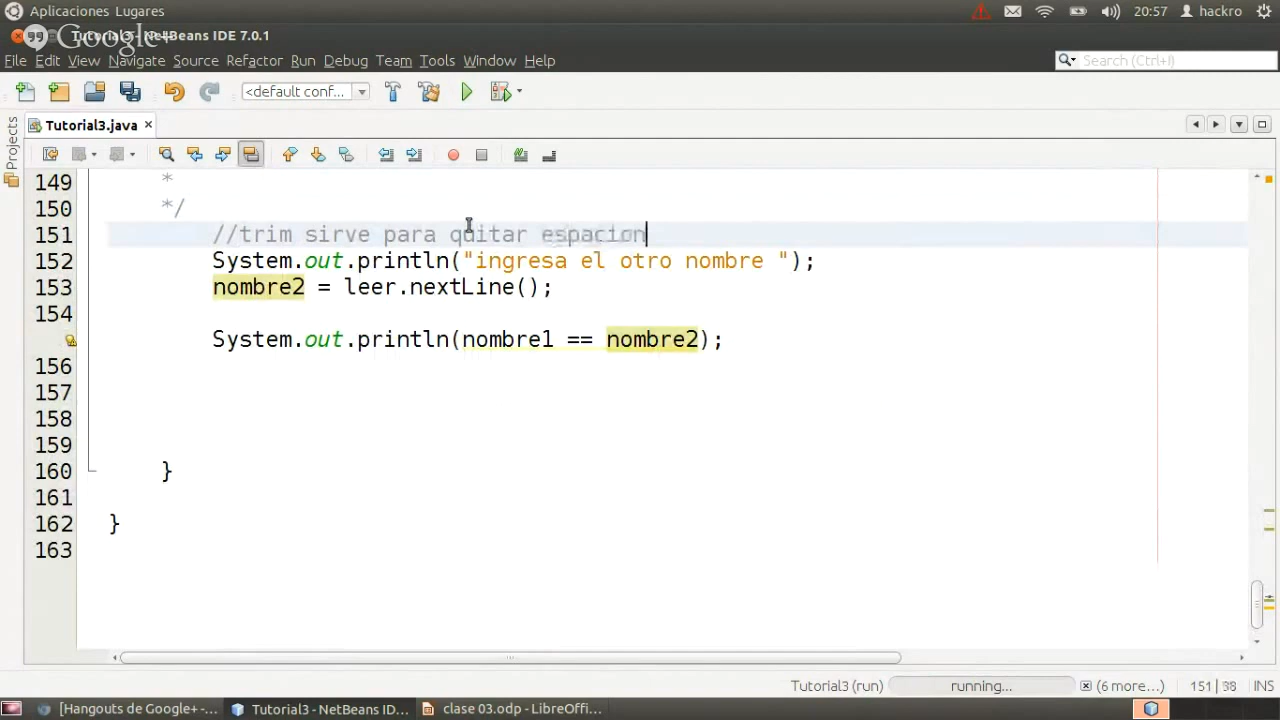 Aplicaciones Lugares
20:57 hackro
Google+
Tutorial3 - NetBeans IDE 7.0.1
File Edit View Navigate Source Refactor Run Debug Team Tools Window Help
Search (Ctrl+I)
<default conf...
Projects
Tutorial3.java
149 *
150 */
151 //trim sirve para quitar espacion
152 System.out.println("ingresa el otro nombre ");
153 nombre2 = leer.nextLine();
154
System.out.println(nombre1 == nombre2);
156
157
158
159
160 }
161
162 }
163
Tutorial3 (run) running... (6 more...) INS
[Hangouts de Google+ -... Tutorial3 - NetBeans ID... clase 03.odp - LibreOffi...